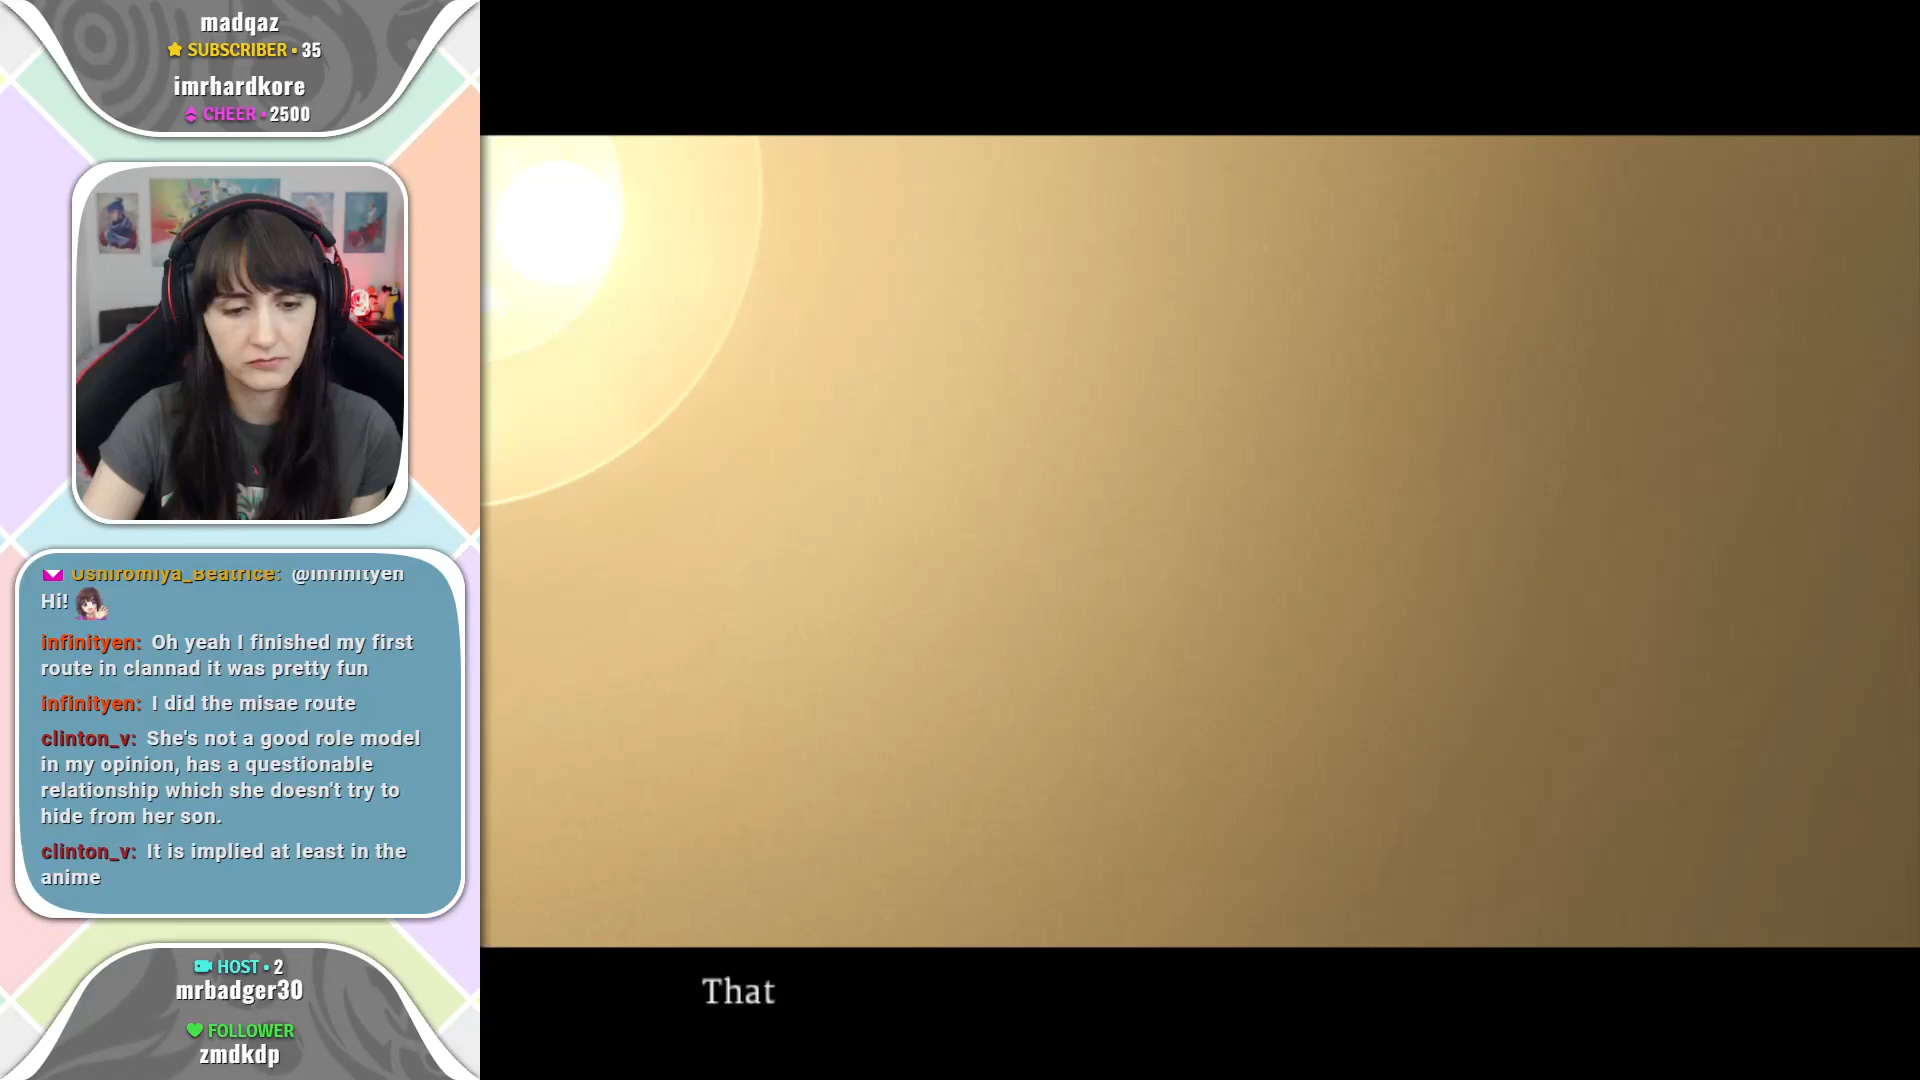 madqaz
SUBSCRIBER • 35
imrhardkore
CHEER • 2500
Ushiromiya_Beatrice: @infinityen
Hi!
infinityen: Oh yeah I finished my first
route in clannad it was pretty fun
infinityen: I did the misae route
clinton_v: She's not a good role model
in my opinion, has a questionable
relationship which she doesn't try to
hide from her son.
clinton_v: It is implied at least in the
anime
HOST • 2
mrbadger30
FOLLOWER
zmdkdp
That